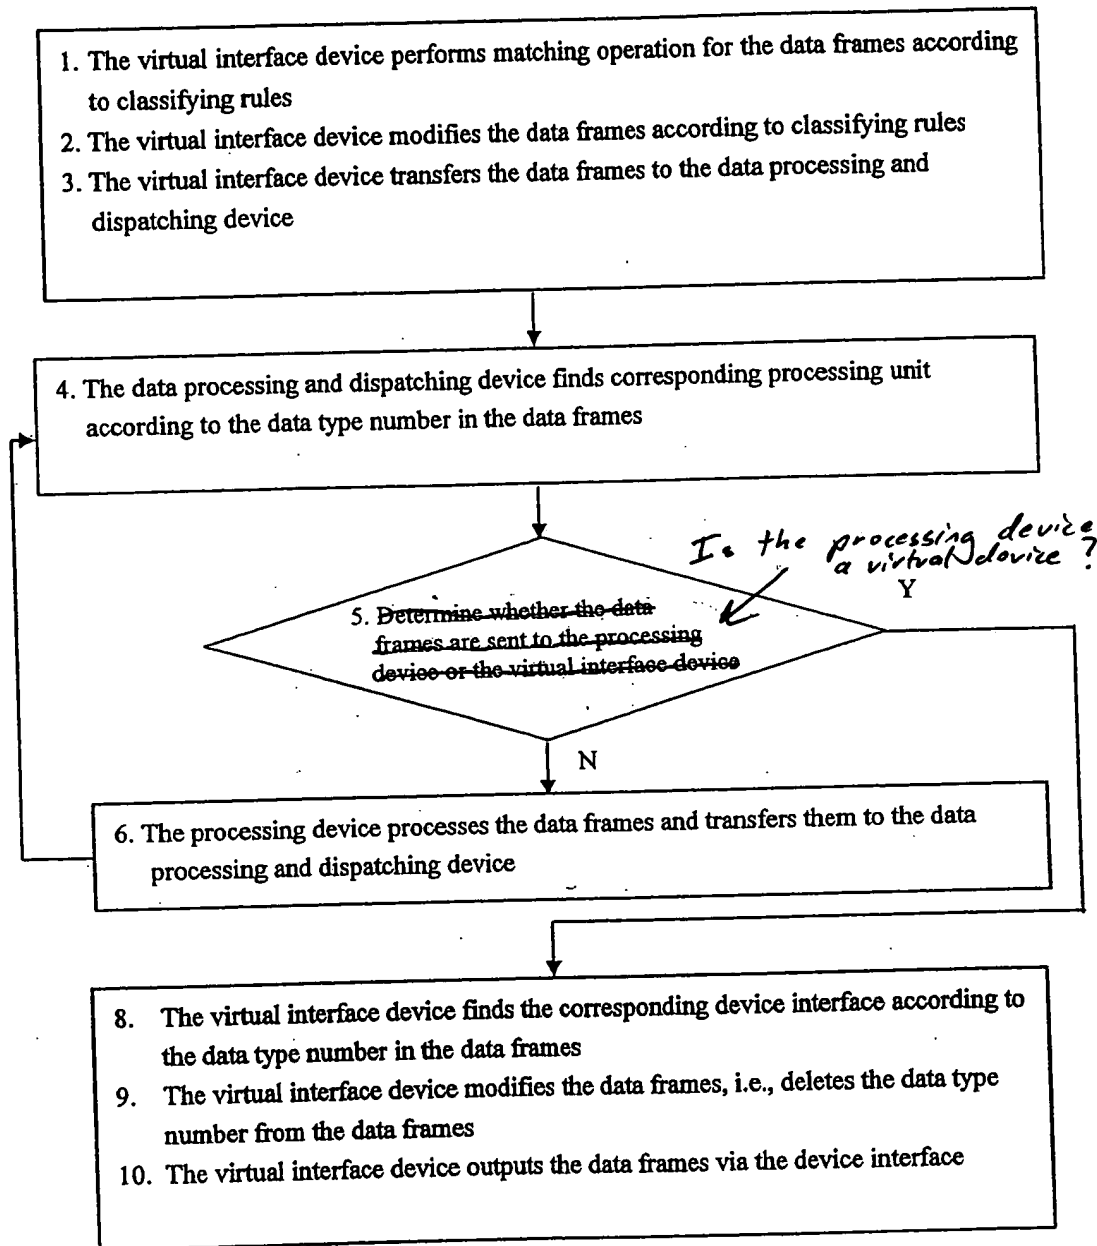 1. The virtual interface device performs matching operation for the data frames according
to classifying rules
2. The virtual interface device modifies the data frames according to classifying rules
3. The virtual interface device transfers the data frames to the data processing and
dispatching device
4. The data processing and dispatching device finds corresponding processing unit
according to the data type number in the data frames
Is the processing device
a virtual device ?
Y
5. Determine whether the data
frames are sent to the processing
device or the virtual interface device
N
6. The processing device processes the data frames and transfers them to the data
processing and dispatching device
8. The virtual interface device finds the corresponding device interface according to
the data type number in the data frames
9. The virtual interface device modifies the data frames, i.e., deletes the data type
number from the data frames
10. The virtual interface device outputs the data frames via the device interface